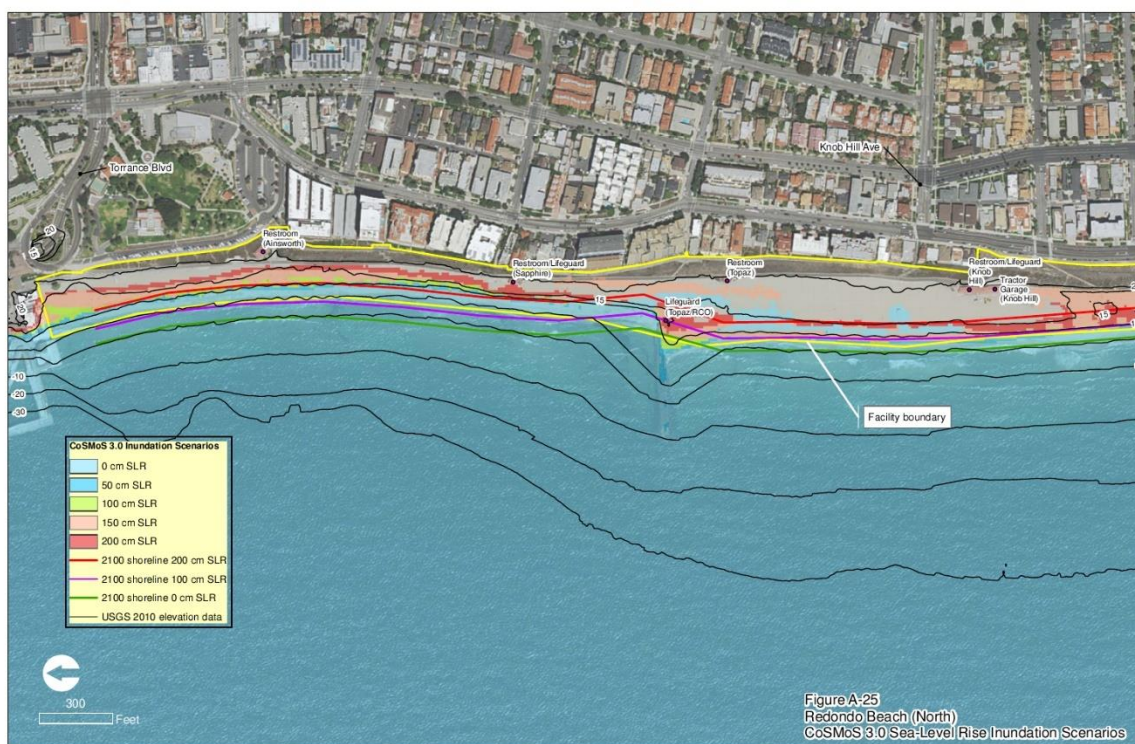 Torrance Blvd
Knob Hill Ave
20
15
Restroom
(Ainsworth)
Restroom/Lifeguard
(Sapphire)
Restroom
(Topaz)
Restroom/Lifeguard
(Knob
Hill)
Tractor
Garage
(Knob Hill)
20
15
Lifeguard
(Topaz/RCO)
15
-10
-20
-30
Facility boundary
CoSMoS 3.0 Inundation Scenarios
0 cm SLR
50 cm SLR
100 cm SLR
150 cm SLR
200 cm SLR
2100 shoreline 200 cm SLR
2100 shoreline 100 cm SLR
2100 shoreline 0 cm SLR
USGS 2010 elevation data
300
Feet
Figure A-25
Redondo Beach (North)
CoSMoS 3.0 Sea-Level Rise Inundation Scenarios